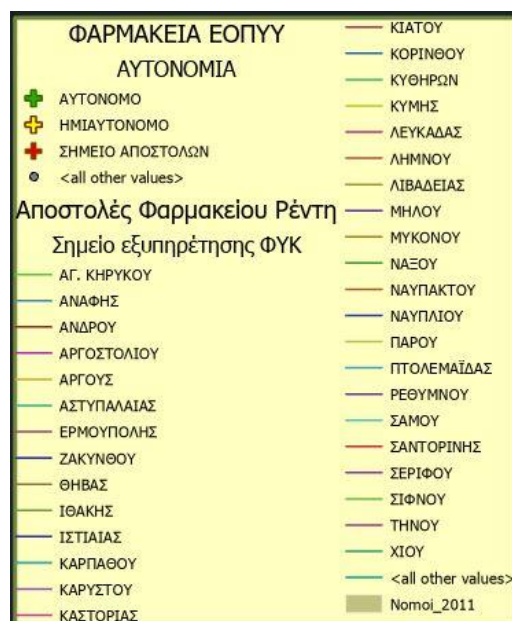 ΦΑΡΜΑΚΕΙΑ ΕΟΠΥΥ
ΑΥΤΟΝΟΜΙΑ
ΑΥΤΟΝΟΜΟ
ΗΜΙΑΥΤΟΝΟΜΟ
ΣΗΜΕΙΟ ΑΠΟΣΤΟΛΩΝ
<all other values>
Αποστολές Φαρμακείου Ρέντη
Σημείο εξυπηρέτησης ΦΥΚ
ΑΓ. ΚΗΡΥΚΟΥ
ΑΝΑΦΗΣ
ΑΝΔΡΟΥ
ΑΡΓΟΣΤΟΛΙΟΥ
ΑΡΓΟΥΣ
ΑΣΤΥΠΑΛΑΙΑΣ
ΕΡΜΟΥΠΟΛΗΣ
ΖΑΚΥΝΘΟΥ
ΘΗΒΑΣ
ΙΘΑΚΗΣ
ΙΣΤΙΑΙΑΣ
ΚΑΡΠΑΘΟΥ
ΚΑΡΥΣΤΟΥ
ΚΑΣΤΟΡΙΑΣ
ΚΙΑΤΟΥ
ΚΟΡΙΝΘΟΥ
ΚΥΘΗΡΩΝ
ΚΥΜΗΣ
ΛΕΥΚΑΔΑΣ
ΛΗΜΝΟΥ
ΛΙΒΑΔΕΙΑΣ
ΜΗΛΟΥ
ΜΥΚΟΝΟΥ
ΝΑΞΟΥ
ΝΑΥΠΑΚΤΟΥ
ΝΑΥΠΛΙΟΥ
ΠΑΡΟΥ
ΠΤΟΛΕΜΑΪΔΑΣ
ΡΕΘΥΜΝΟΥ
ΣΑΜΟΥ
ΣΑΝΤΟΡΙΝΗΣ
ΣΕΡΙΦΟΥ
ΣΙΦΝΟΥ
ΤΗΝΟΥ
ΧΙΟΥ
<all other values>
Nomoi_2011